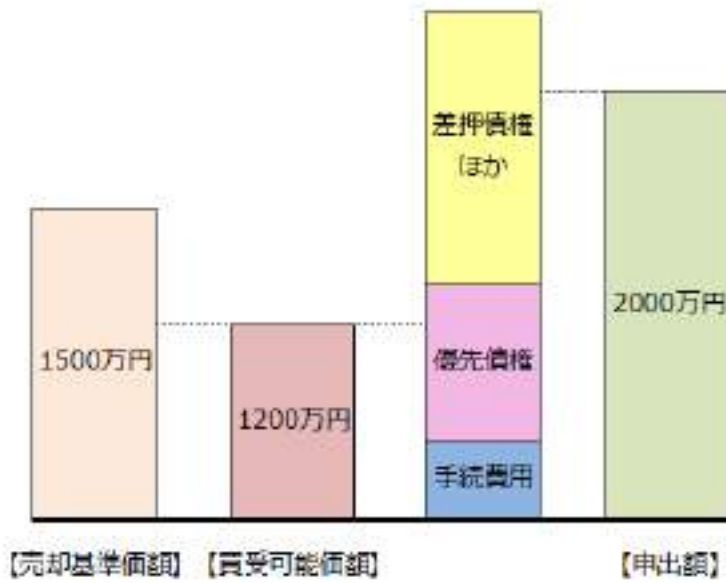 差押債権
ほか
2000万円
1500万円
優先債権
1200万円
手続費用
【売却基準価額】
【買受可能価額】
【申出額】